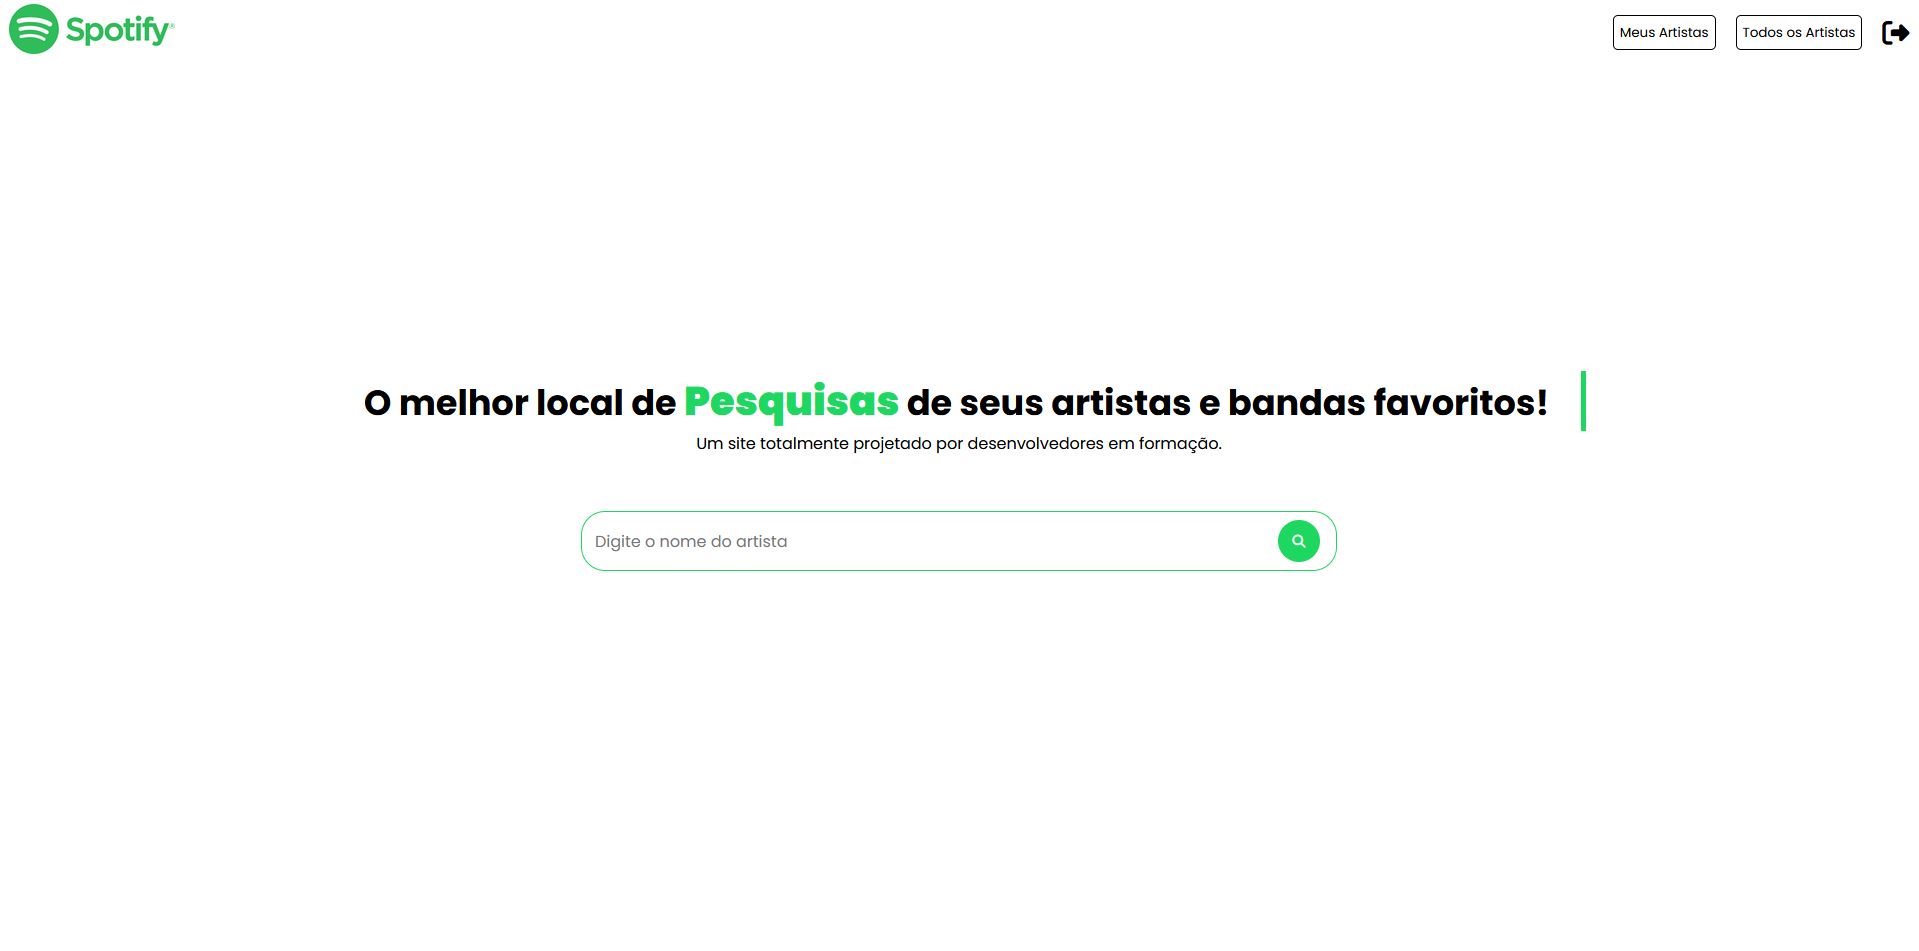 Spotify®
Meus Artistas
Todos os Artistas
O melhor local de Pesquisas de seus artistas e bandas favoritos!
Um site totalmente projetado por desenvolvedores em formação.
Digite o nome do artista